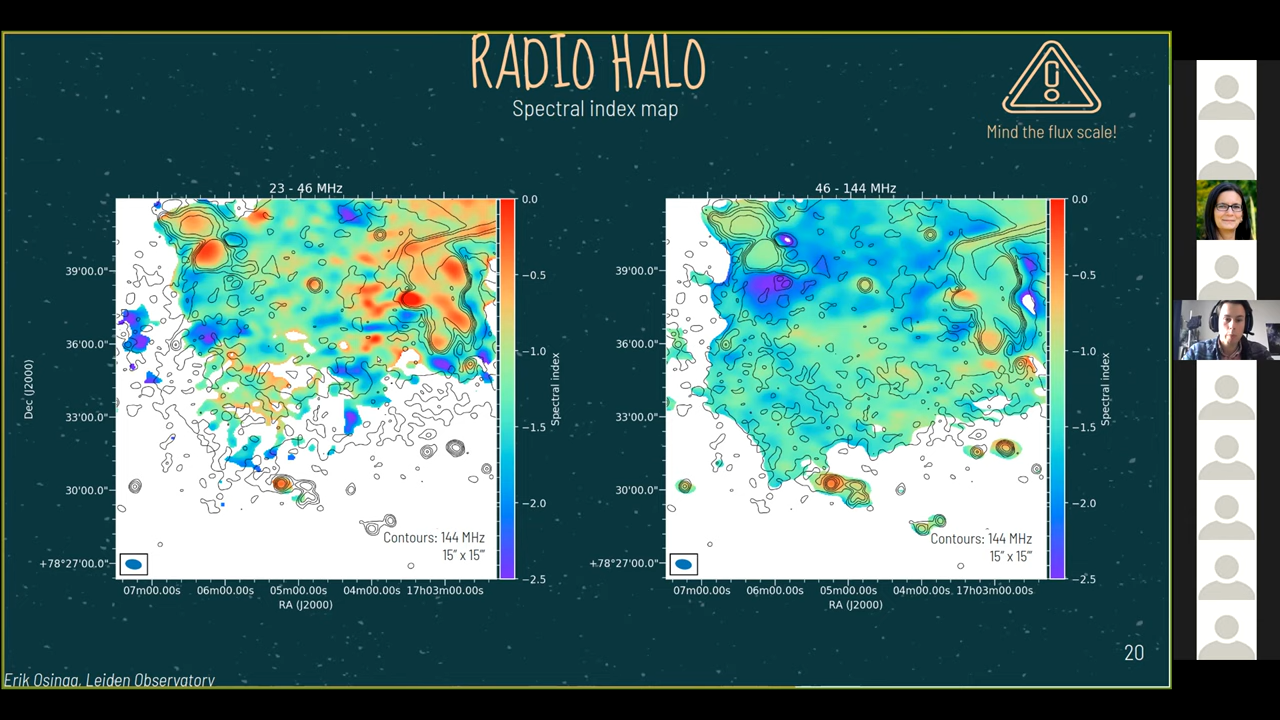 RADIO HALO
Spectral index map
Mind the flux scale!
23 - 46 MHz
39'00.0"
36'00.0"
33'00.0"
30'00.0"
+78°27'00.0"
Dec (J2000)
07m00.00s 06m00.00s 05m00.00s 04m00.00s 17h03m00.00s
RA (J2000)
0.0
−0.5
−1.0
−1.5
−2.0
−2.5
Spectral index
Contours: 144 MHz
15" x 15"
46 - 144 MHz
39'00.0"
36'00.0"
33'00.0"
30'00.0"
+78°27'00.0"
07m00.00s 06m00.00s 05m00.00s 04m00.00s 17h03m00.00s
RA (J2000)
0.0
−0.5
−1.0
−1.5
−2.0
−2.5
Spectral index
Contours: 144 MHz
15" x 15"
20
Erik Osinga, Leiden Observatory